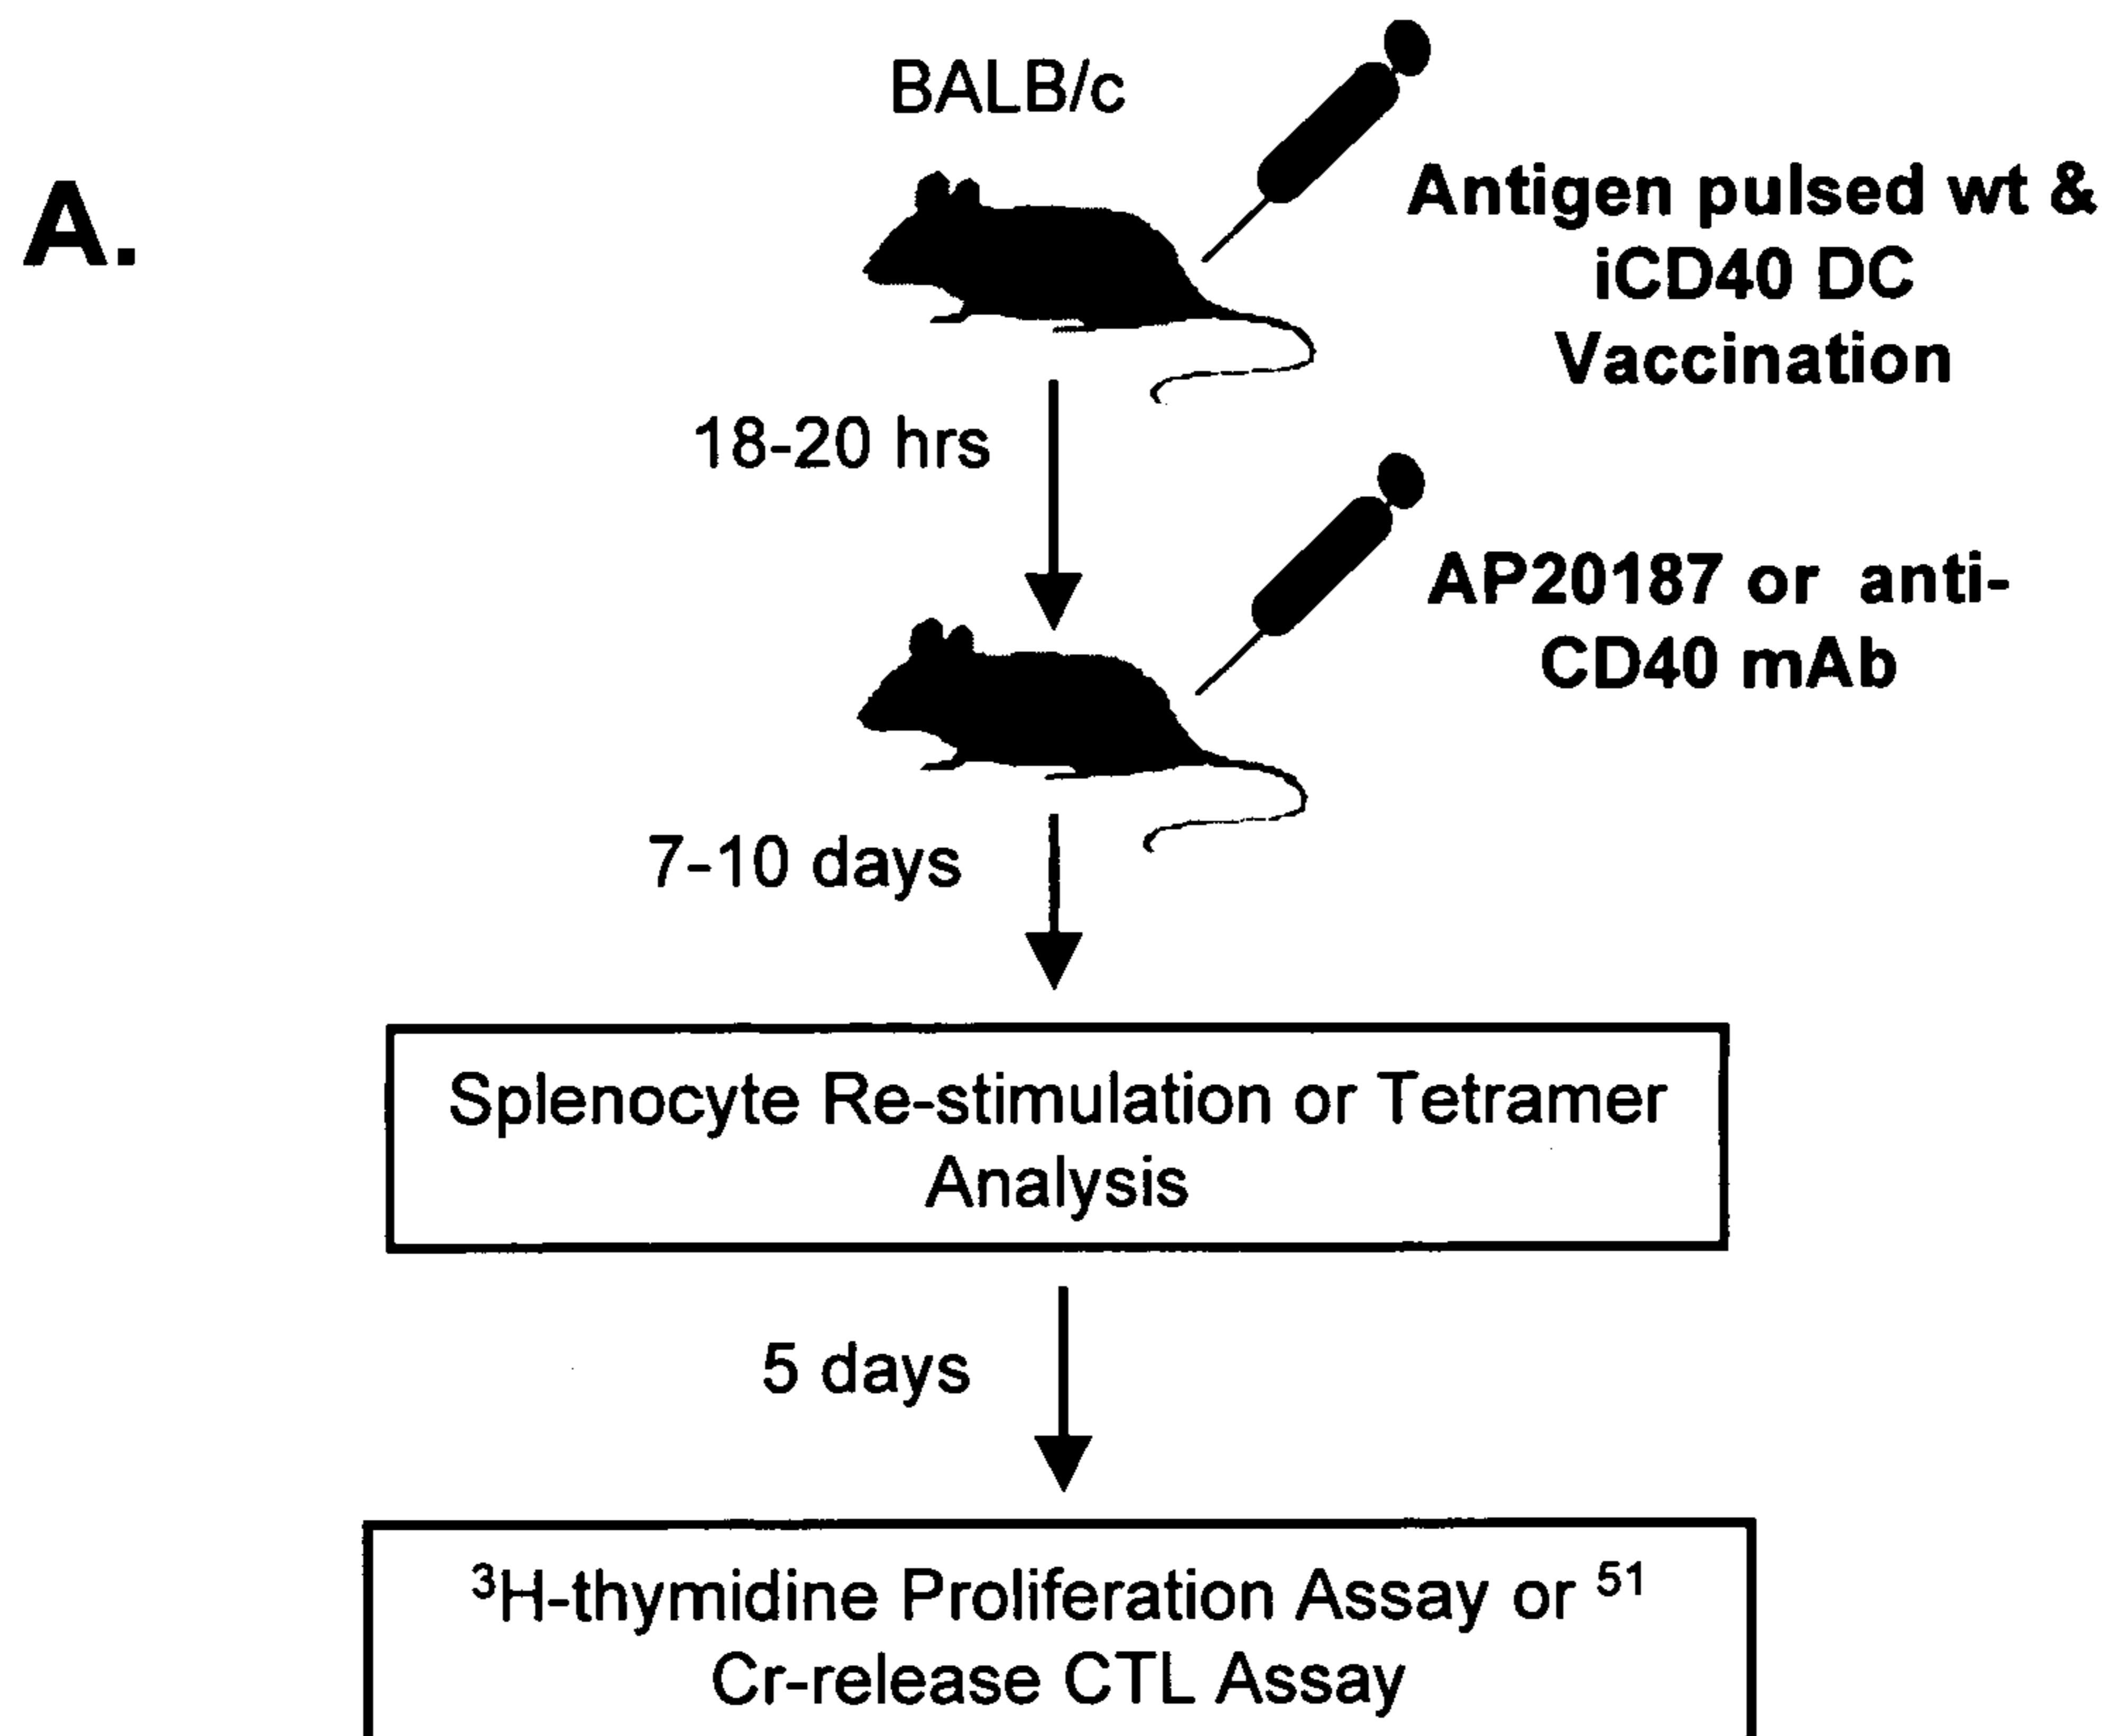 A.
BALB/c
Antigen pulsed wt &
iCD40 DC
Vaccination
18-20 hrs
AP20187 or anti-
CD40 mAb
7-10 days
Splenocyte Re-stimulation or Tetramer
Analysis
5 days
³H-thymidine Proliferation Assay or ⁵¹
Cr-release CTL Assay